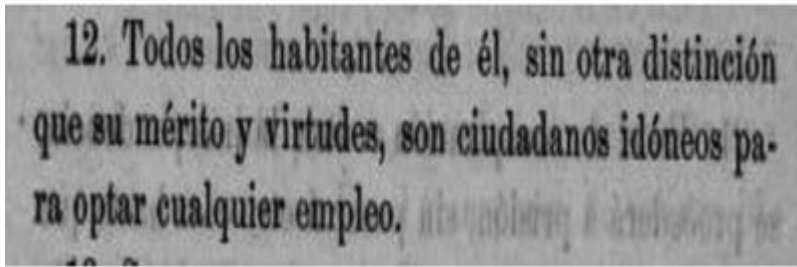 12. Todos los habitantes de él, sin otra distinción
que su mérito y virtudes, son ciudadanos idóneos pa-
ra optar cualquier empleo.